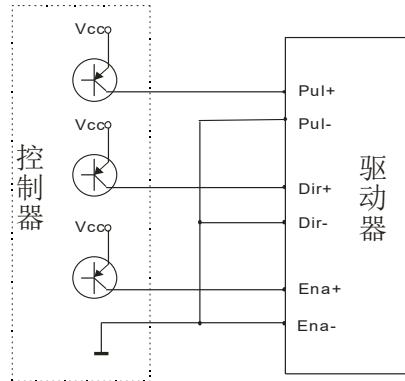 Vcc
Vcc
Vcc
控制器
Pul+
Pul-
Dir+
Dir-
Ena+
Ena-
驱动器